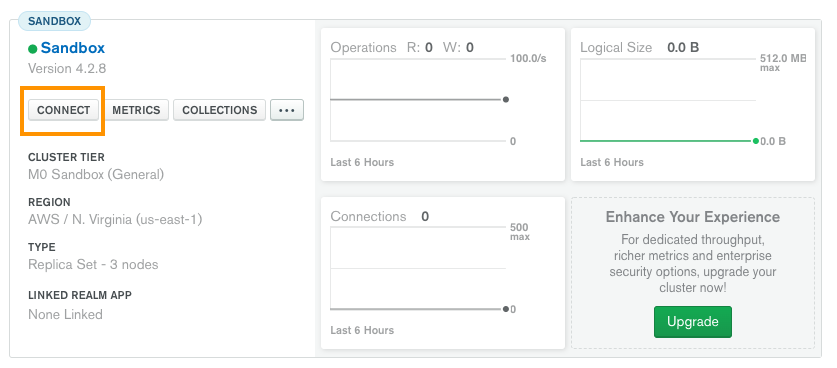 SANDBOX
Sandbox
Version 4.2.8
CONNECT METRICS COLLECTIONS ...
CLUSTER TIER
M0 Sandbox (General)
REGION
AWS / N. Virginia (us-east-1)
TYPE
Replica Set - 3 nodes
LINKED REALM APP
None Linked
Operations R: 0 W: 0
100.0/s
0
Last 6 Hours
Logical Size 0.0 B
512.0 MB
max
0.0 B
Last 6 Hours
Connections 0
500
max
0
Last 6 Hours
Enhance Your Experience
For dedicated throughput,
richer metrics and enterprise
security options, upgrade your
cluster now!
Upgrade